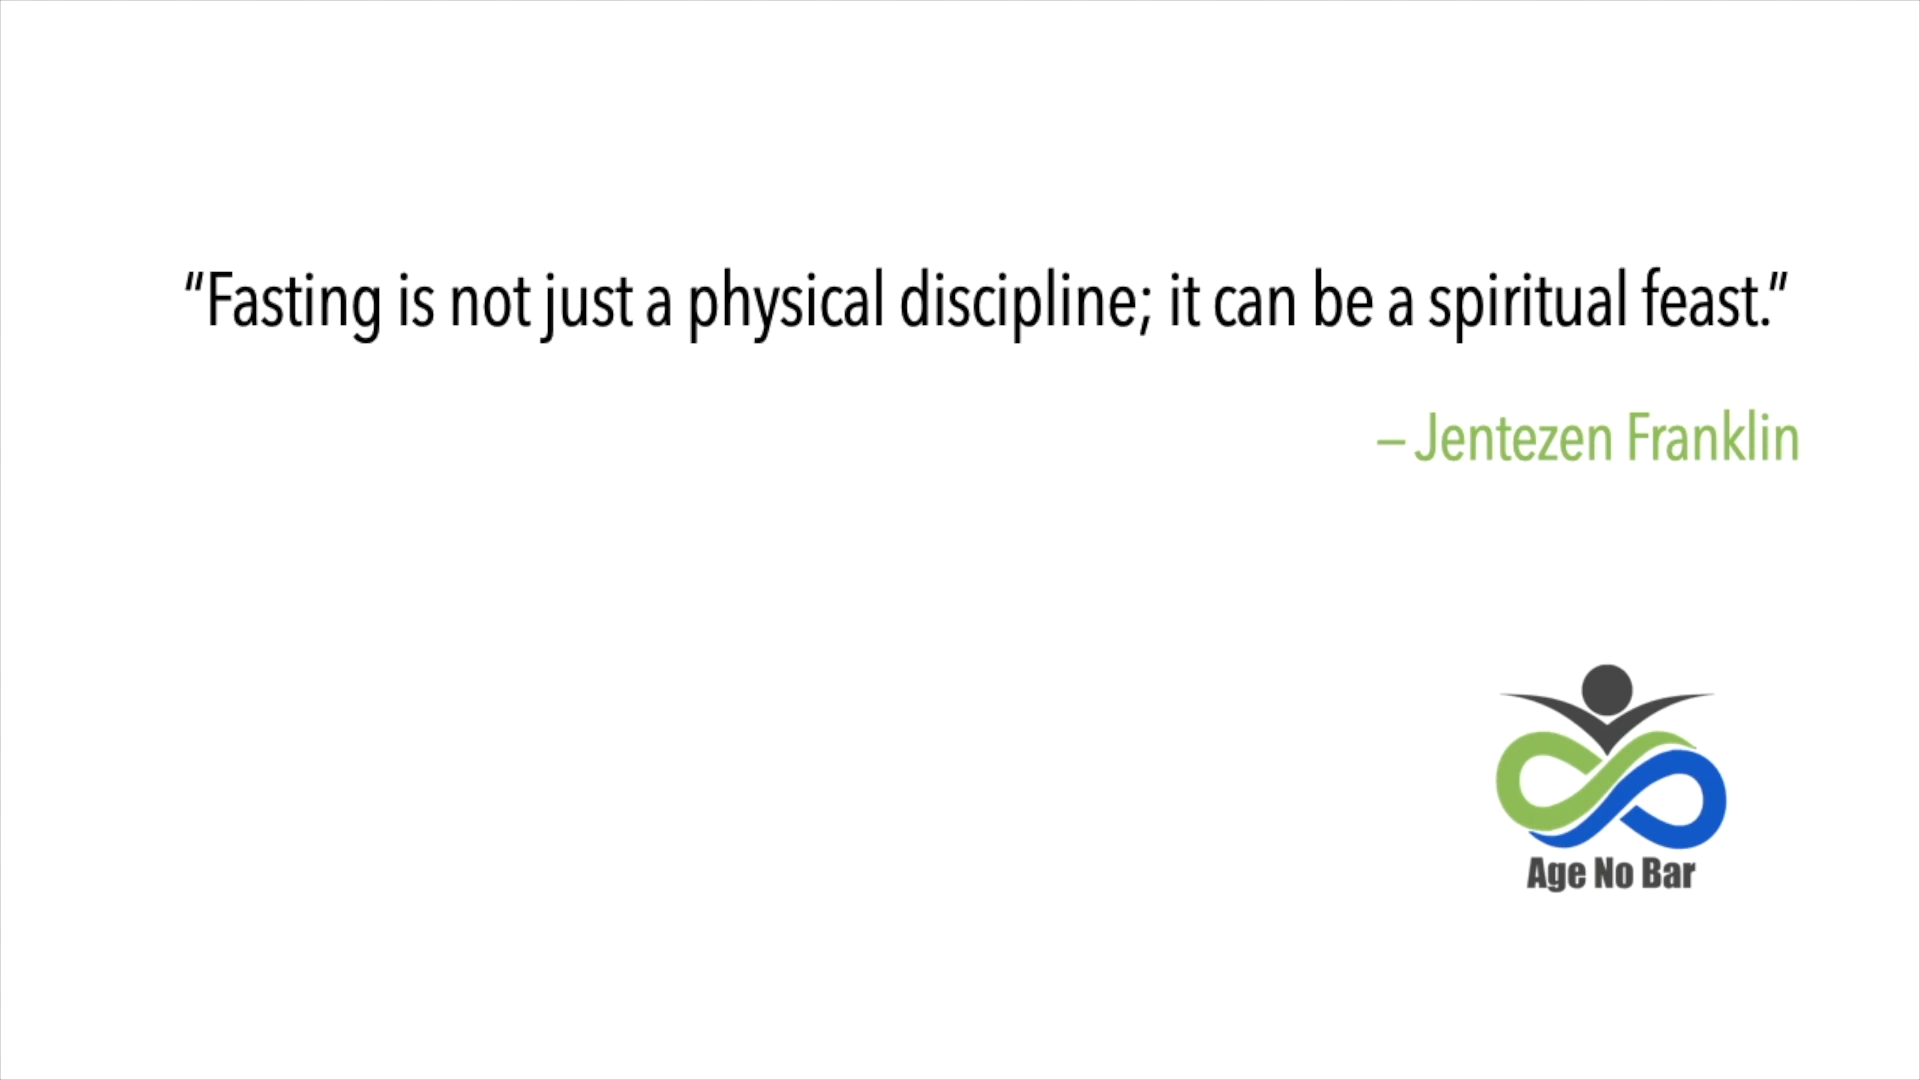 “Fasting is not just a physical discipline; it can be a spiritual feast.”
– Jentezen Franklin
Age No Bar